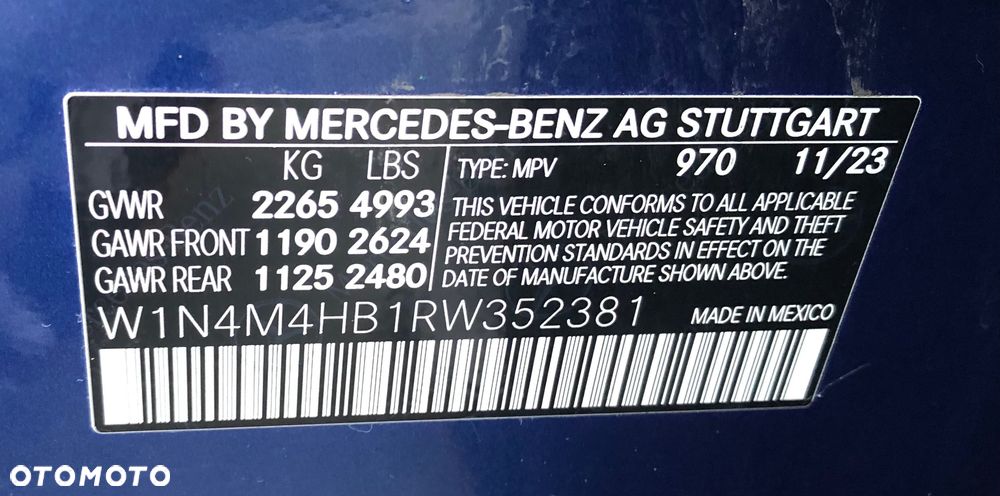 MFD BY MERCEDES-BENZ AG STUTTGART
KG LBS TYPE: MPV 970 11/23
GVWR 2265 4993
GAWR FRONT 1190 2624
GAWR REAR 1125 2480
THIS VEHICLE CONFORMS TO ALL APPLICABLE
FEDERAL MOTOR VEHICLE SAFETY AND THEFT
PREVENTION STANDARDS IN EFFECT ON THE
DATE OF MANUFACTURE SHOWN ABOVE.
W1N4M4HB1RW352381 MADE IN MEXICO
OTOMOTO